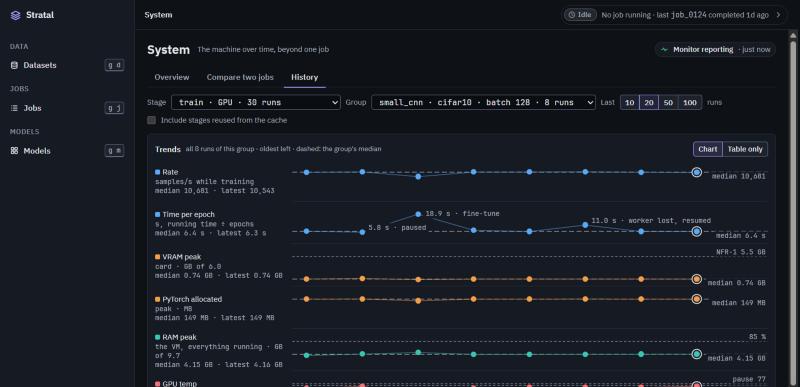 Stratal
System
Idle
No job running · last job_0124 completed 1d ago
System
The machine over time, beyond one job
Monitor reporting · just now
DATA
Datasets
g d
JOBS
Jobs
g j
MODELS
Models
g m
Overview
Compare two jobs
History
Stage
train · GPU · 30 runs
Group
small_cnn · cifar10 · batch 128 · 8 runs
Last
10
20
50
100
runs
Include stages reused from the cache
Trends
all 8 runs of this group · oldest left · dashed: the group's median
Chart
Table only
Rate
samples/s while training
median 10,681 · latest 10,543
median 10,681
Time per epoch
s, running time ÷ epochs
median 6.4 s · latest 6.3 s
5.8 s · paused
18.9 s · fine-tune
11.0 s · worker lost, resumed
median 6.4 s
VRAM peak
card · GB of 6.0
median 0.74 GB · latest 0.74 GB
NFR-1 5.5 GB
median 0.74 GB
PyTorch allocated
peak · MB
median 149 MB · latest 149 MB
median 149 MB
RAM peak
the VM, everything running · GB
of 9.7
median 4.15 GB · latest 4.16 GB
85 %
median 4.15 GB
GPU temp
pause 77